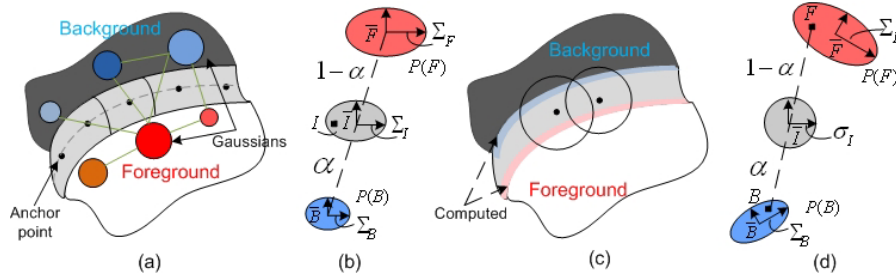 Background
Gaussians
Foreground
Anchor
point
(a)
F̅
Σ_F
P(F)
1-α
I
I̅
Σ_I
α
P(B)
B̅
Σ_B
(b)
Background
Foreground
Computed
(c)
F
F̅
Σ_F
P(F)
1-α
I̅
σ_I
α
B
P(B)
B̅
Σ_B
(d)